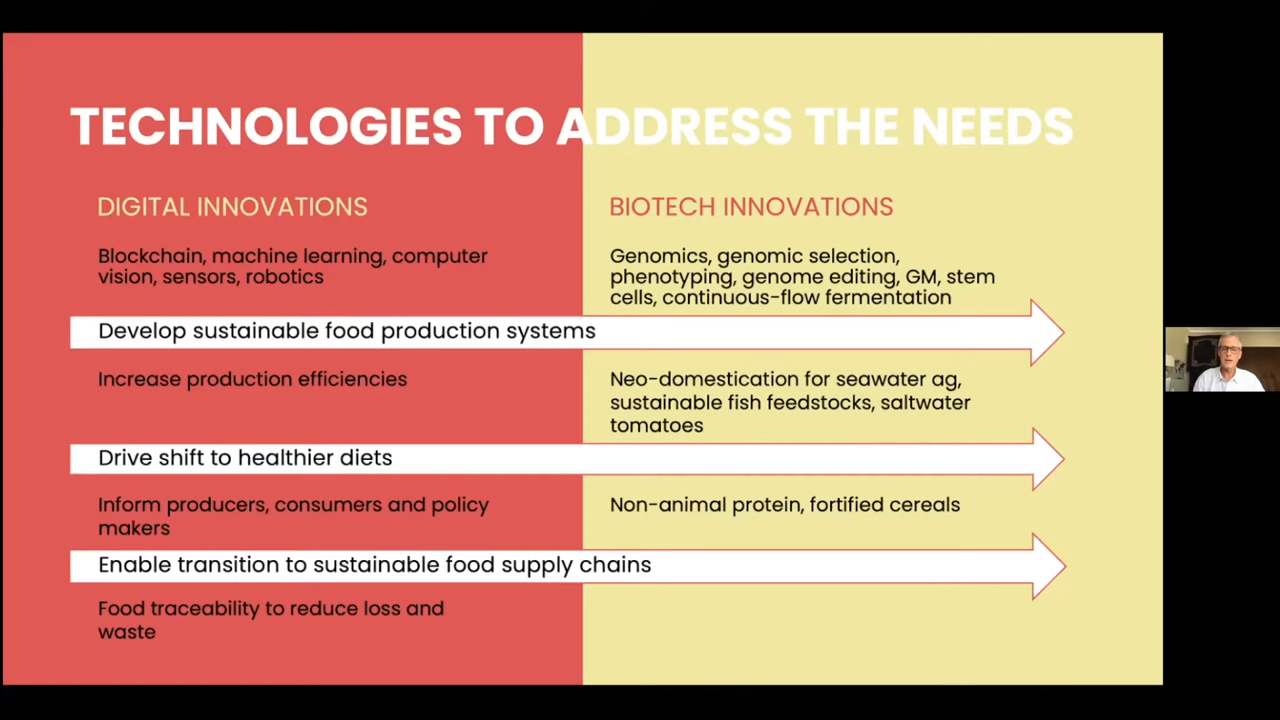 TECHNOLOGIES TO ADDRESS THE NEEDS
DIGITAL INNOVATIONS
Blockchain, machine learning, computer
vision, sensors, robotics
BIOTECH INNOVATIONS
Genomics, genomic selection,
phenotyping, genome editing, GM, stem
cells, continuous-flow fermentation
Develop sustainable food production systems
Increase production efficiencies
Neo-domestication for seawater ag,
sustainable fish feedstocks, saltwater
tomatoes
Drive shift to healthier diets
Inform producers, consumers and policy
makers
Non-animal protein, fortified cereals
Enable transition to sustainable food supply chains
Food traceability to reduce loss and
waste